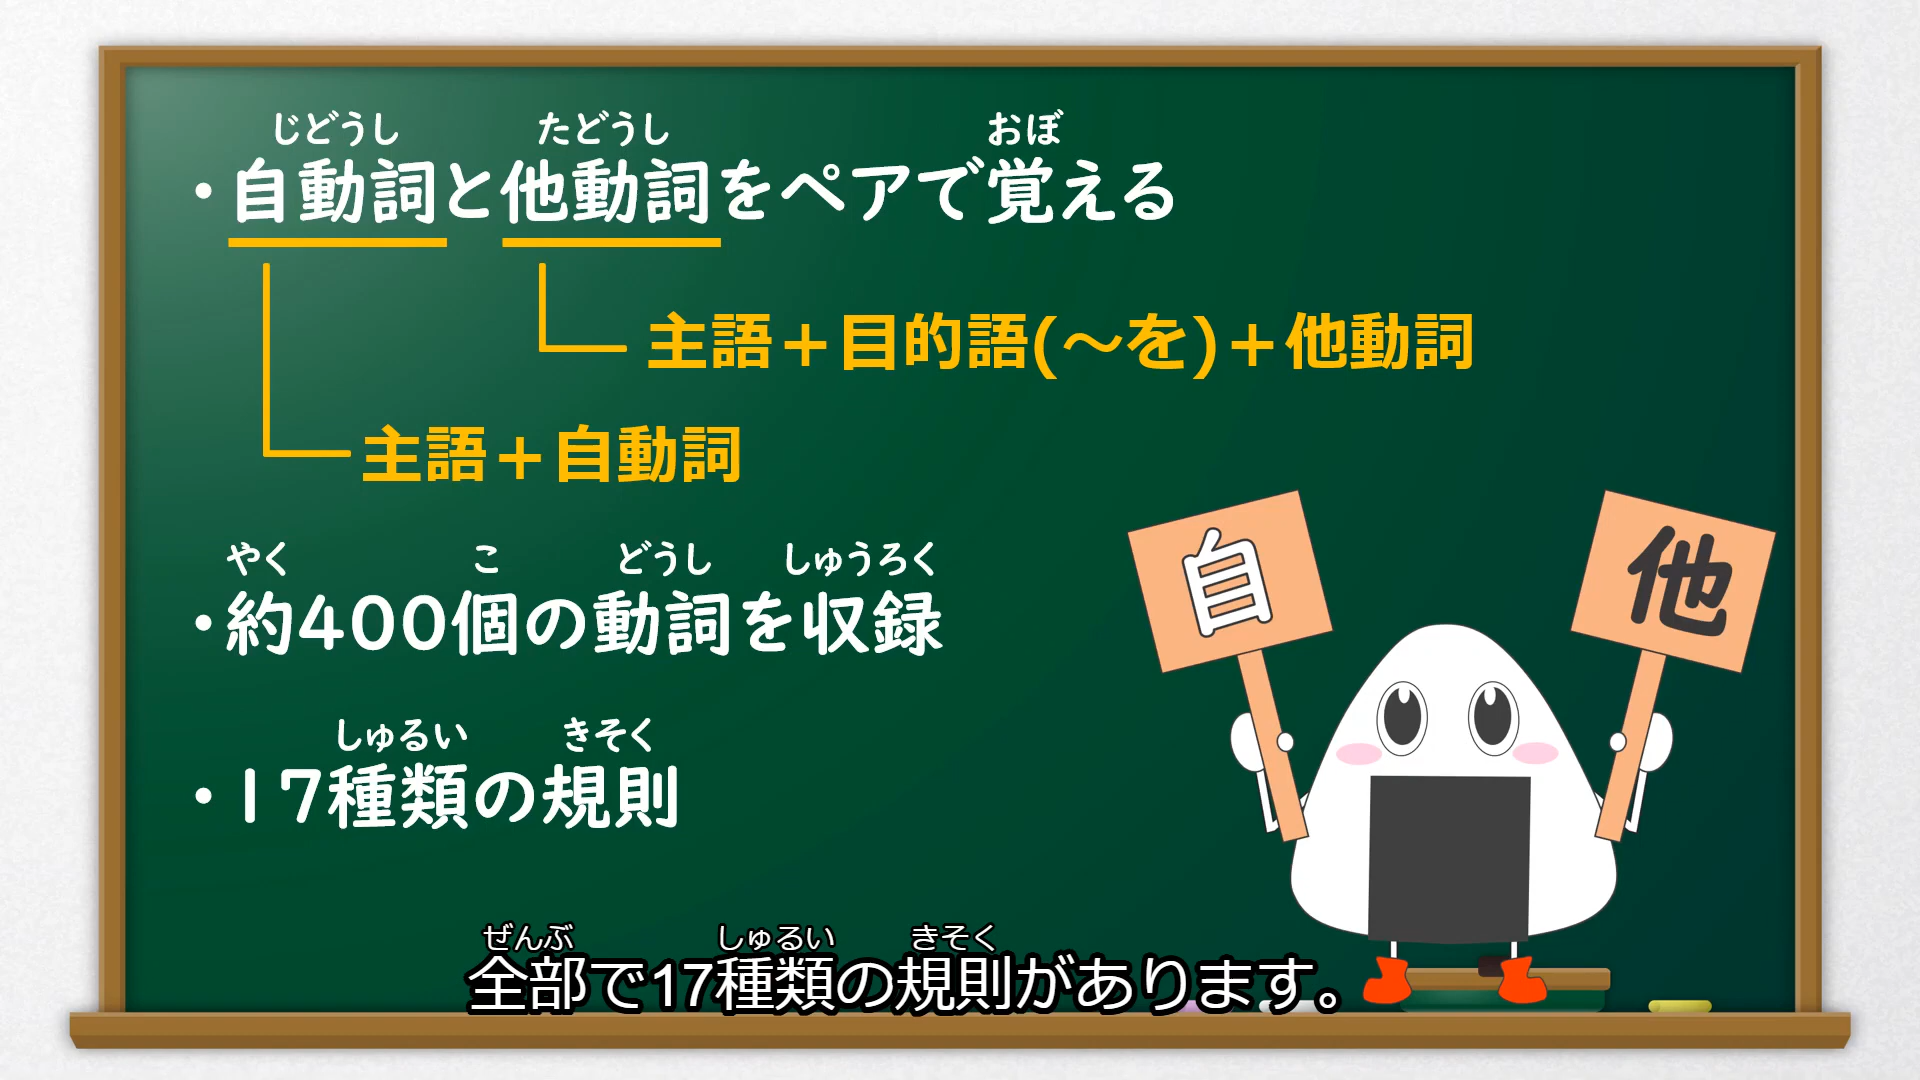 じどうし たどうし おぼ
・自動詞と他動詞をペアで覚える
主語＋目的語(～を)＋他動詞
主語＋自動詞
やく こ どうし しゅうろく
・約400個の動詞を収録
しゅるい きそく
・17種類の規則
自
他
ぜんぶ しゅるい きそく
全部で17種類の規則があります。